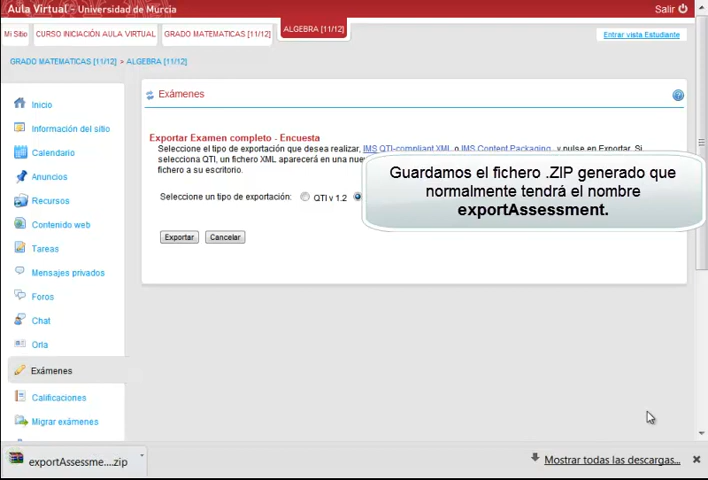 Aula Virtual - Universidad de Murcia
Salir
Mi Sitio
CURSO INICIACIÓN AULA VIRTUAL
GRADO MATEMATICAS [11/12]
ALGEBRA [11/12]
Entrar vista Estudiante
GRADO MATEMATICAS [11/12] > ALGEBRA [11/12]
Inicio
Información del sitio
Calendario
Anuncios
Recursos
Contenido web
Tareas
Mensajes privados
Foros
Chat
Orla
Exámenes
Calificaciones
Migrar exámenes
Exámenes
Exportar Examen completo - Encuesta
Seleccione el tipo de exportación que desea realizar, IMS QTI-compliant XML o IMS Content Packaging, y pulse en Exportar. Si
selecciona QTI, un fichero XML aparecerá en una
fichero a su escritorio.
Seleccione un tipo de exportación:
QTI v 1.2
Exportar
Cancelar
Guardamos el fichero .ZIP generado que
normalmente tendrá el nombre
exportAssessment.
exportAssessme....zip
Mostrar todas las descargas...